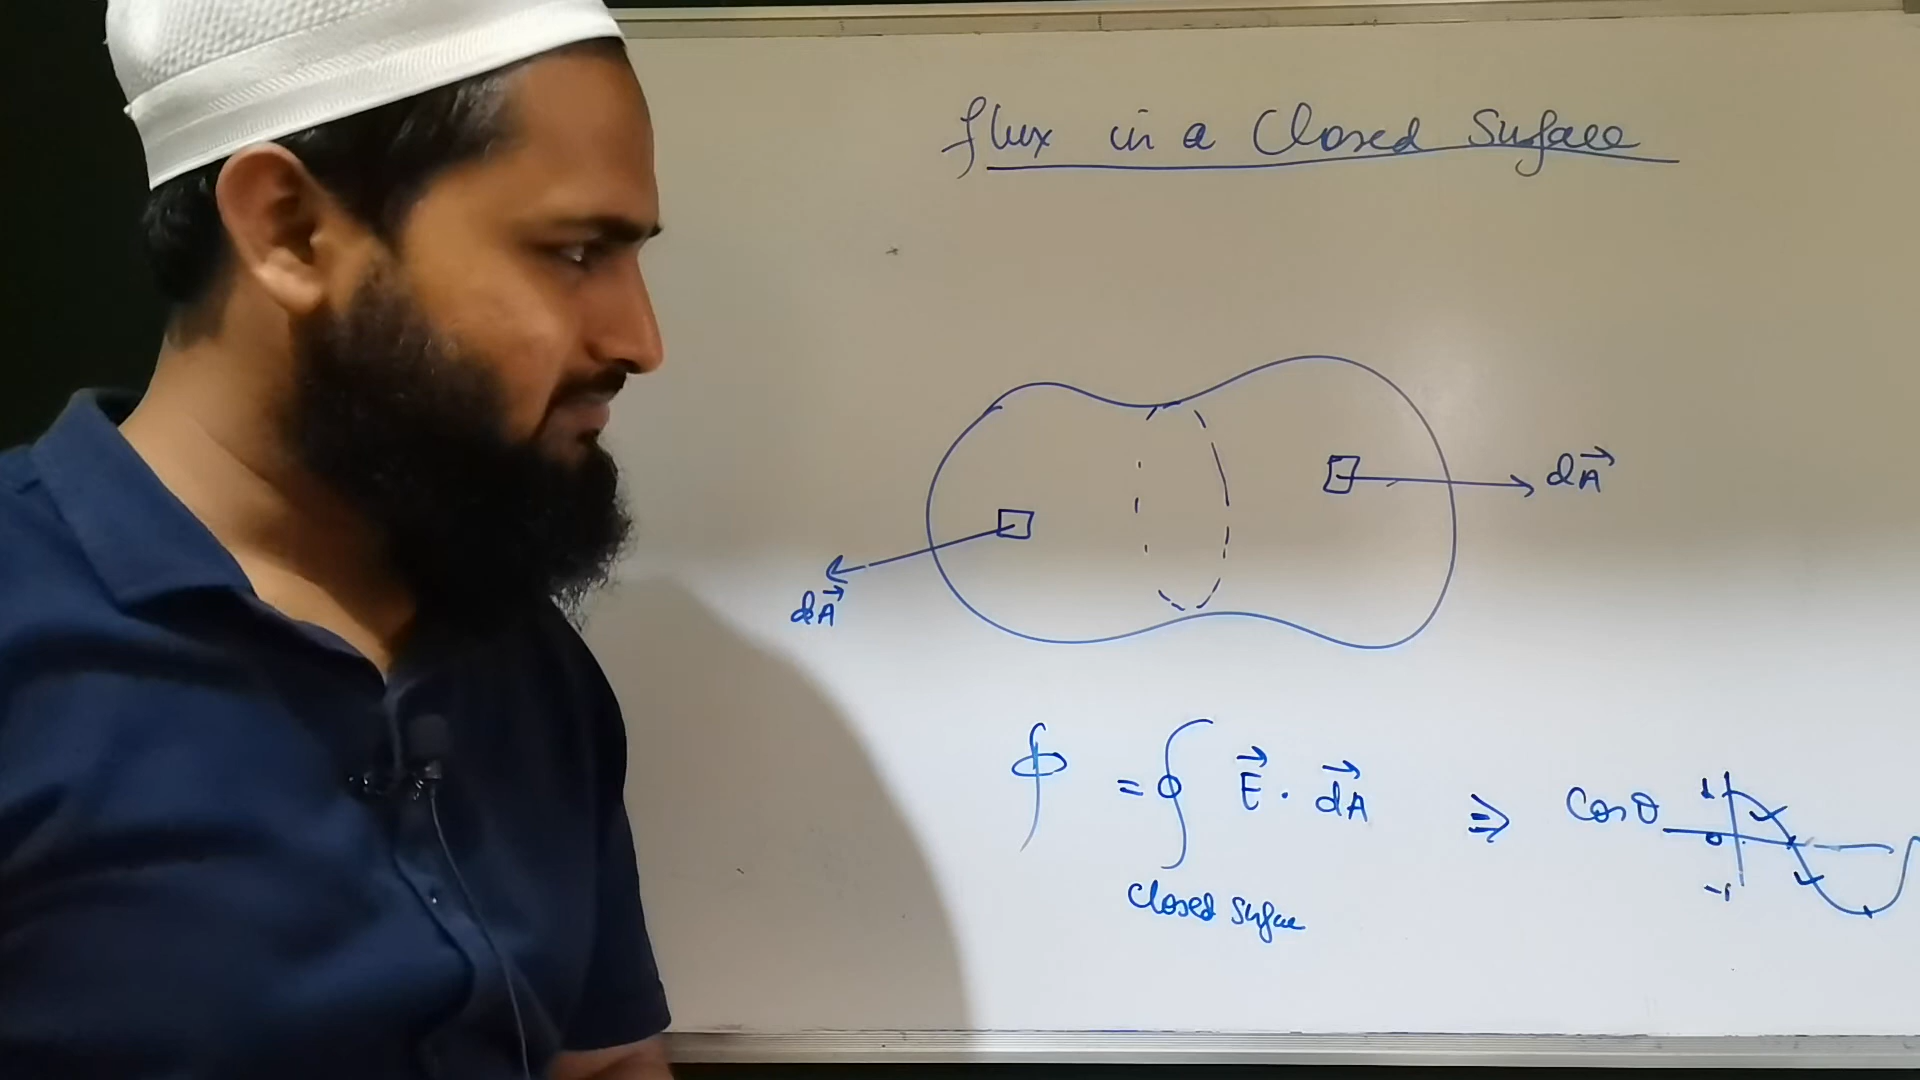 flux in a Closed Surface
dA⃗
dA⃗
ϕ = ∮ E⃗ · dA⃗ ⇒ Cosθ
1
0
-1
Closed Surface